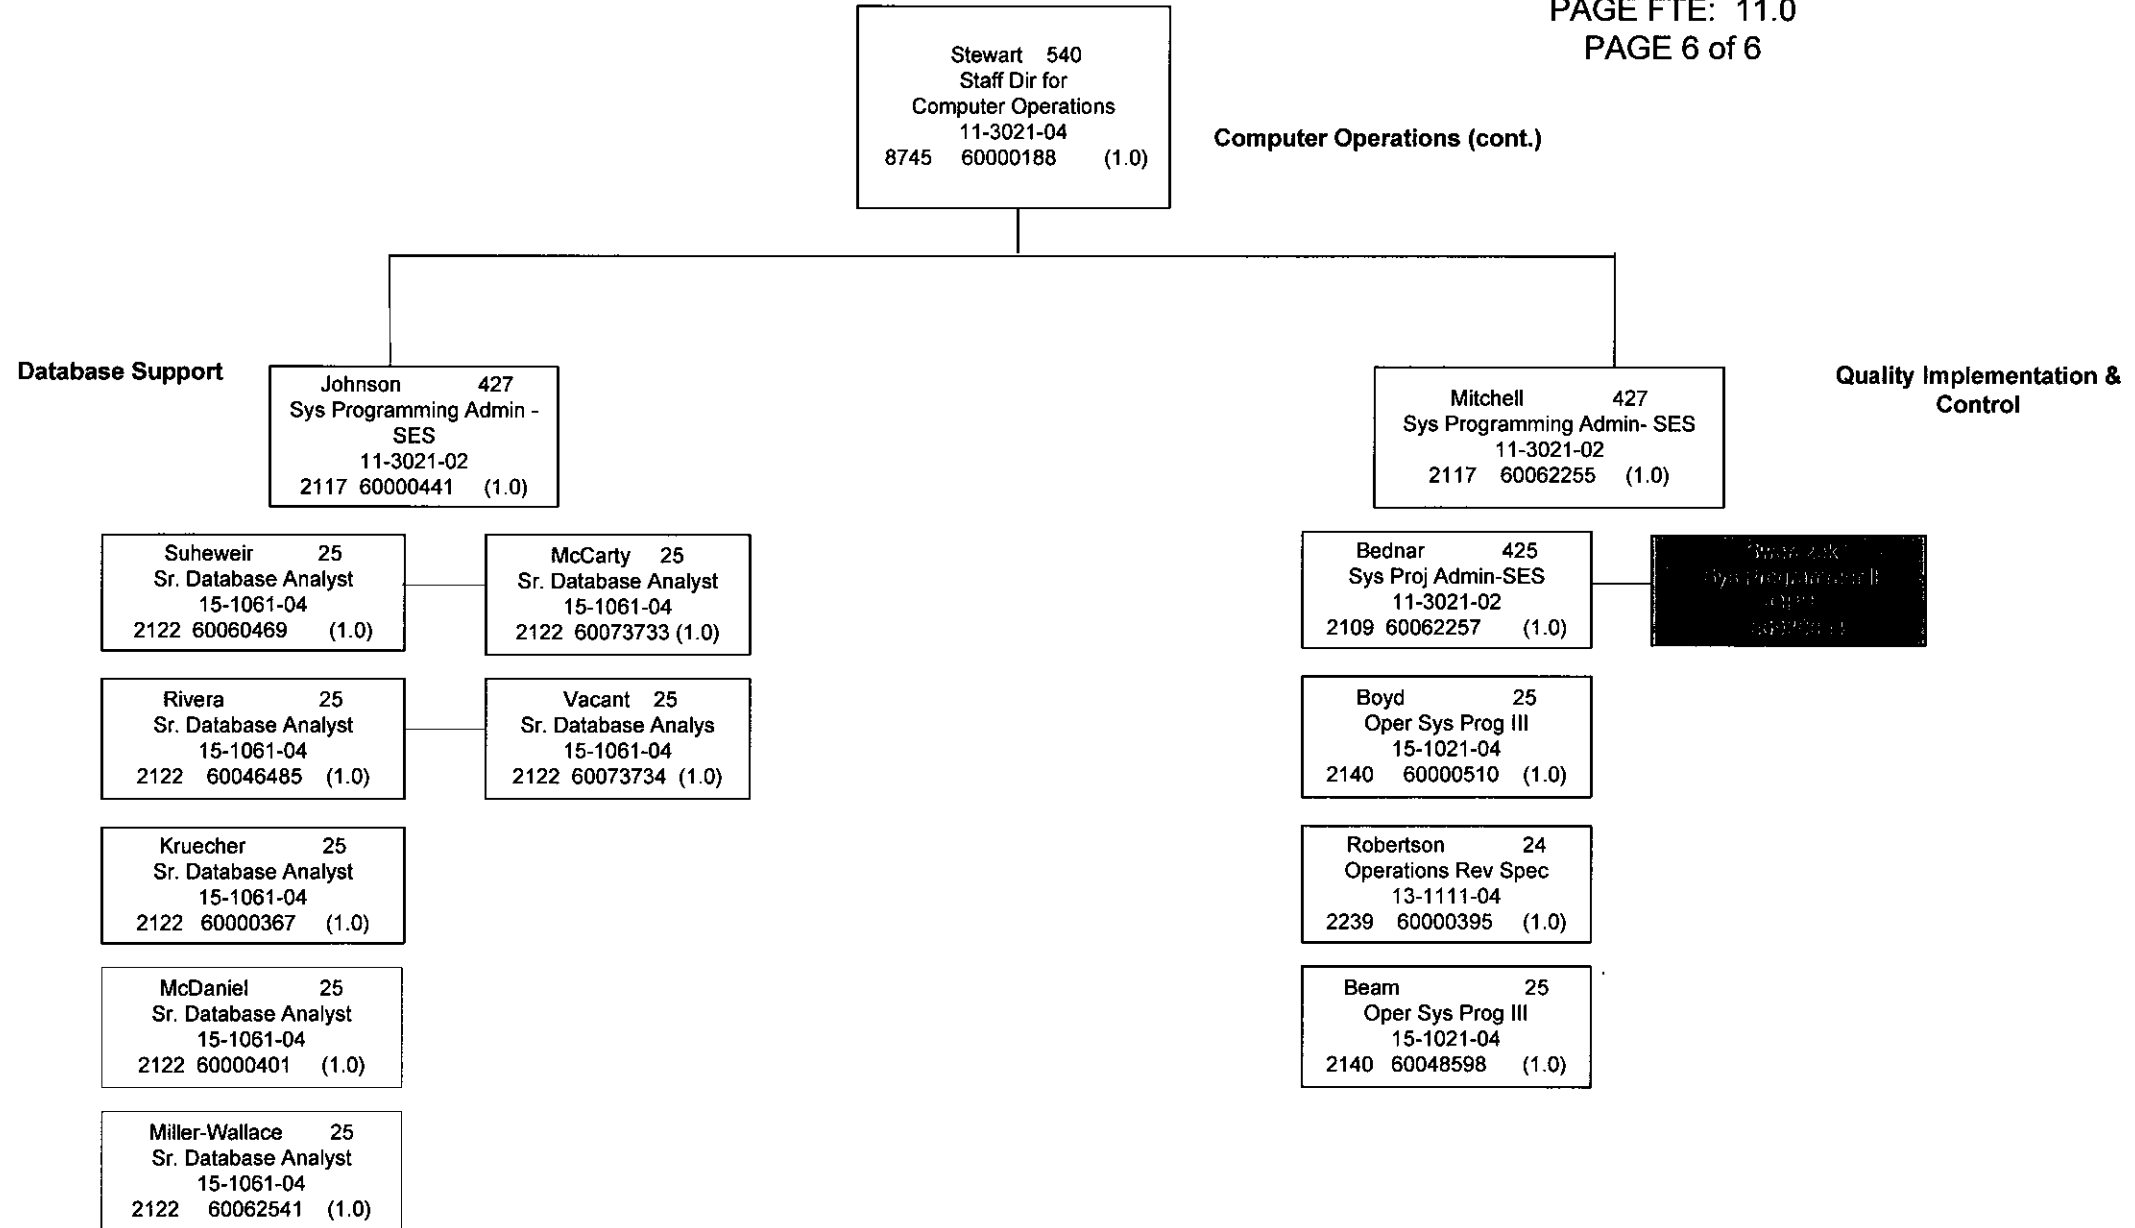 PAGE FTE: 11.0
PAGE 6 of 6
Stewart 540
Staff Dir for
Computer Operations
11-3021-04
8745 60000188 (1.0)
Computer Operations (cont.)
Database Support
Johnson 427
Sys Programming Admin -
SES
11-3021-02
2117 60000441 (1.0)
Mitchell 427
Sys Programming Admin- SES
11-3021-02
2117 60062255 (1.0)
Quality Implementation &
Control
Suheweir 25
Sr. Database Analyst
15-1061-04
2122 60060469 (1.0)
McCarty 25
Sr. Database Analyst
15-1061-04
2122 60073733 (1.0)
Bednar 425
Sys Proj Admin-SES
11-3021-02
2109 60062257 (1.0)
Sys Programmer II
Rivera 25
Sr. Database Analyst
15-1061-04
2122 60046485 (1.0)
Vacant 25
Sr. Database Analys
15-1061-04
2122 60073734 (1.0)
Boyd 25
Oper Sys Prog III
15-1021-04
2140 60000510 (1.0)
Kruecher 25
Sr. Database Analyst
15-1061-04
2122 60000367 (1.0)
Robertson 24
Operations Rev Spec
13-1111-04
2239 60000395 (1.0)
McDaniel 25
Sr. Database Analyst
15-1061-04
2122 60000401 (1.0)
Beam 25
Oper Sys Prog III
15-1021-04
2140 60048598 (1.0)
Miller-Wallace 25
Sr. Database Analyst
15-1061-04
2122 60062541 (1.0)